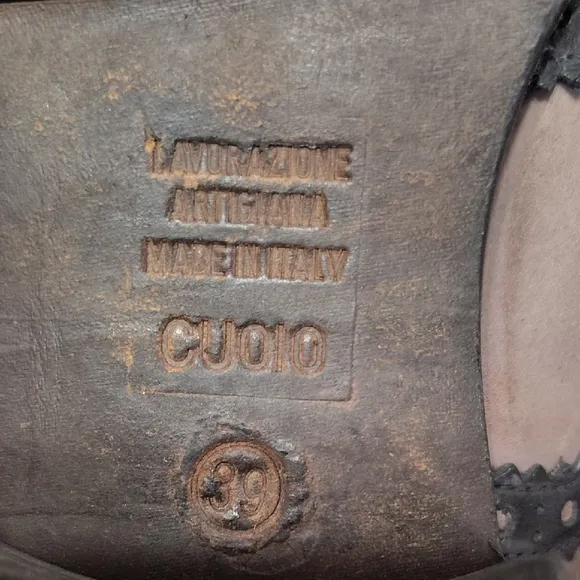 LAVORAZIONE
ARTIGIANA
MADE IN ITALY
CUOIO
39